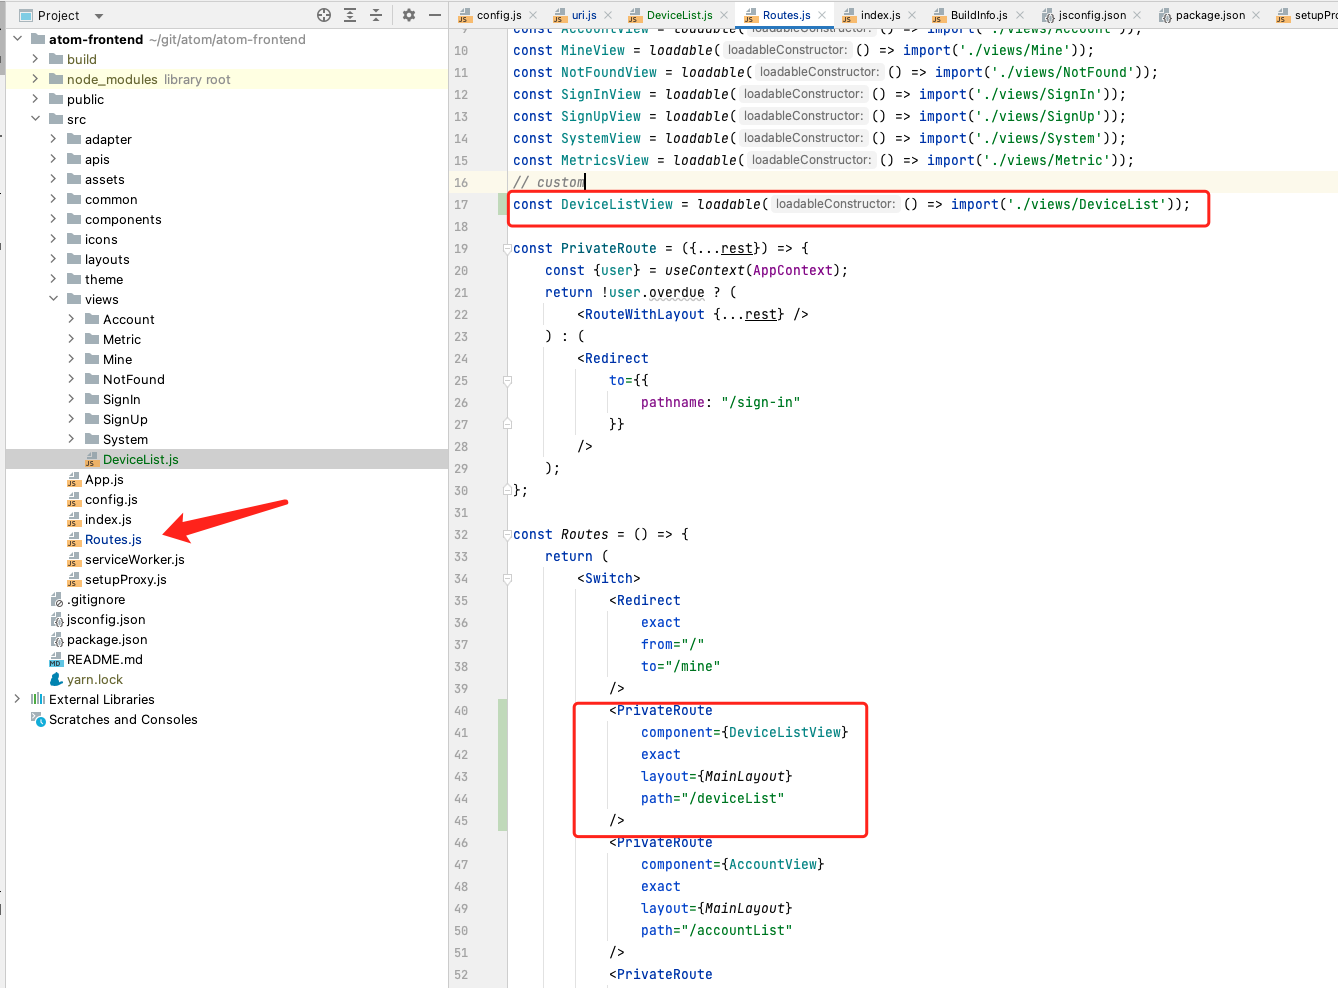 Project
config.js
uri.js
DeviceList.js
Routes.js
index.js
BuildInfo.js
jsconfig.json
package.json
setupPro
atom-frontend ~/git/atom/atom-frontend
build
node_modules library root
public
src
adapter
apis
assets
common
components
icons
layouts
theme
views
Account
Metric
Mine
NotFound
SignIn
SignUp
System
DeviceList.js
App.js
config.js
index.js
Routes.js
serviceWorker.js
setupProxy.js
.gitignore
jsconfig.json
package.json
README.md
yarn.lock
External Libraries
Scratches and Consoles
9 const AccountView = loadable( loadableConstructor: () => import('./views/Account'));
10 const MineView = loadable( loadableConstructor: () => import('./views/Mine'));
11 const NotFoundView = loadable( loadableConstructor: () => import('./views/NotFound'));
12 const SignInView = loadable( loadableConstructor: () => import('./views/SignIn'));
13 const SignUpView = loadable( loadableConstructor: () => import('./views/SignUp'));
14 const SystemView = loadable( loadableConstructor: () => import('./views/System'));
15 const MetricsView = loadable( loadableConstructor: () => import('./views/Metric'));
16 // custom
17 const DeviceListView = loadable( loadableConstructor: () => import('./views/DeviceList'));
18
19 const PrivateRoute = ({...rest}) => {
20 const {user} = useContext(AppContext);
21 return !user.overdue ? (
22 <RouteWithLayout {...rest} />
23 ) : (
24 <Redirect
25 to={{
26 pathname: "/sign-in"
27 }}
28 />
29 );
30 };
31
32 const Routes = () => {
33 return (
34 <Switch>
35 <Redirect
36 exact
37 from="/"
38 to="/mine"
39 />
40 <PrivateRoute
41 component={DeviceListView}
42 exact
43 layout={MainLayout}
44 path="/deviceList"
45 />
46 <PrivateRoute
47 component={AccountView}
48 exact
49 layout={MainLayout}
50 path="/accountList"
51 />
52 <PrivateRoute